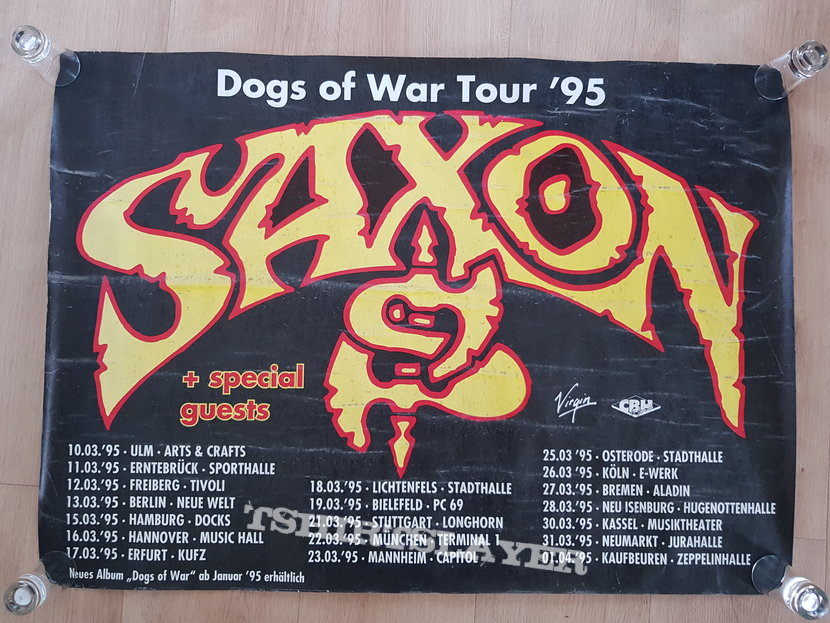 Dogs of War Tour '95
SAXON
+ special
guests
Virgin
CBH
10.03.'95 · ULM · ARTS & CRAFTS
11.03.'95 · ERNTEBRÜCK · SPORTHALLE
12.03.'95 · FREIBERG · TIVOLI
13.03.'95 · BERLIN · NEUE WELT
15.03.'95 · HAMBURG · DOCKS
16.03.'95 · HANNOVER · MUSIC HALL
17.03.'95 · ERFURT · KUFZ
18.03.'95 · LICHTENFELS · STADTHALLE
19.03.'95 · BIELEFELD · PC 69
21.03.'95 · STUTTGART · LONGHORN
22.03.'95 · MÜNCHEN · TERMINAL 1
23.03.'95 · MANNHEIM · CAPITOL
25.03 '95 · OSTERODE · STADTHALLE
26.03.'95 · KÖLN · E-WERK
27.03.'95 · BREMEN · ALADIN
28.03.'95 · NEU ISENBURG · HUGENOTTENHALLE
30.03.'95 · KASSEL · MUSIKTHEATER
31.03.'95 · NEUMARKT · JURAHALLE
01.04.'95 · KAUFBEUREN · ZEPPELINHALLE
Neues Album „Dogs of War“ ab Januar '95 erhältlich
TSHIRTSLAYER